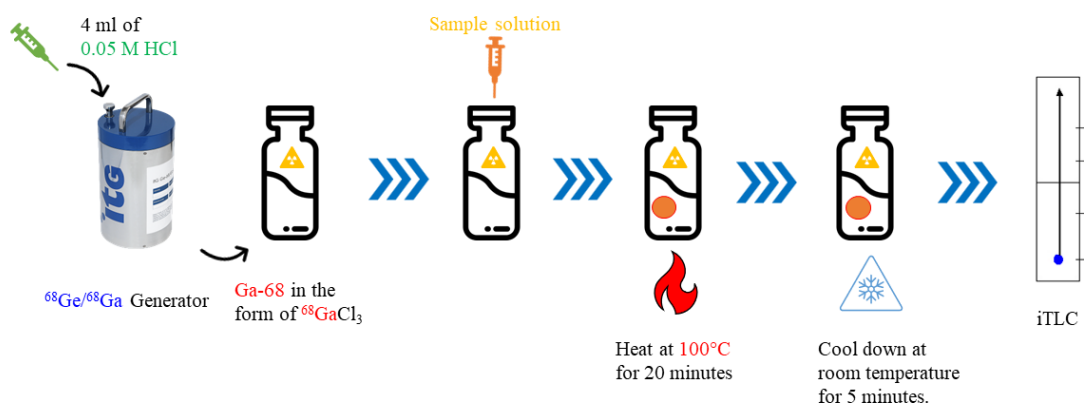 4 ml of
0.05 M HCl
Sample solution
itG
⁶⁸Ge/⁶⁸Ga Generator
Ga-68 in the
form of ⁶⁸GaCl₃
Heat at 100°C
for 20 minutes
Cool down at
room temperature
for 5 minutes.
iTLC